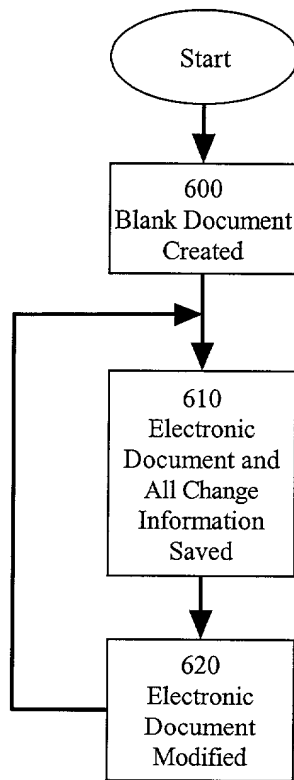 Start
600
Blank Document
Created
610
Electronic
Document and
All Change
Information
Saved
620
Electronic
Document
Modified